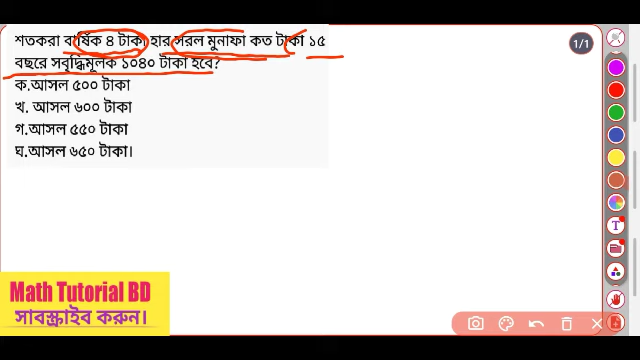 শতকরা বার্ষিক ৪ টাকা হার সরল মুনাফা কত টাকা ১৫
বছরে সবৃদ্ধিমূলক ১০৪০ টাকা হবে?
ক.আসল ৫০০ টাকা
খ. আসল ৬০০ টাকা
গ.আসল ৫৫০ টাকা
ঘ.আসল ৬৫০ টাকা।
1/1
T
Math Tutorial BD
সাবস্ক্রাইব করুন।